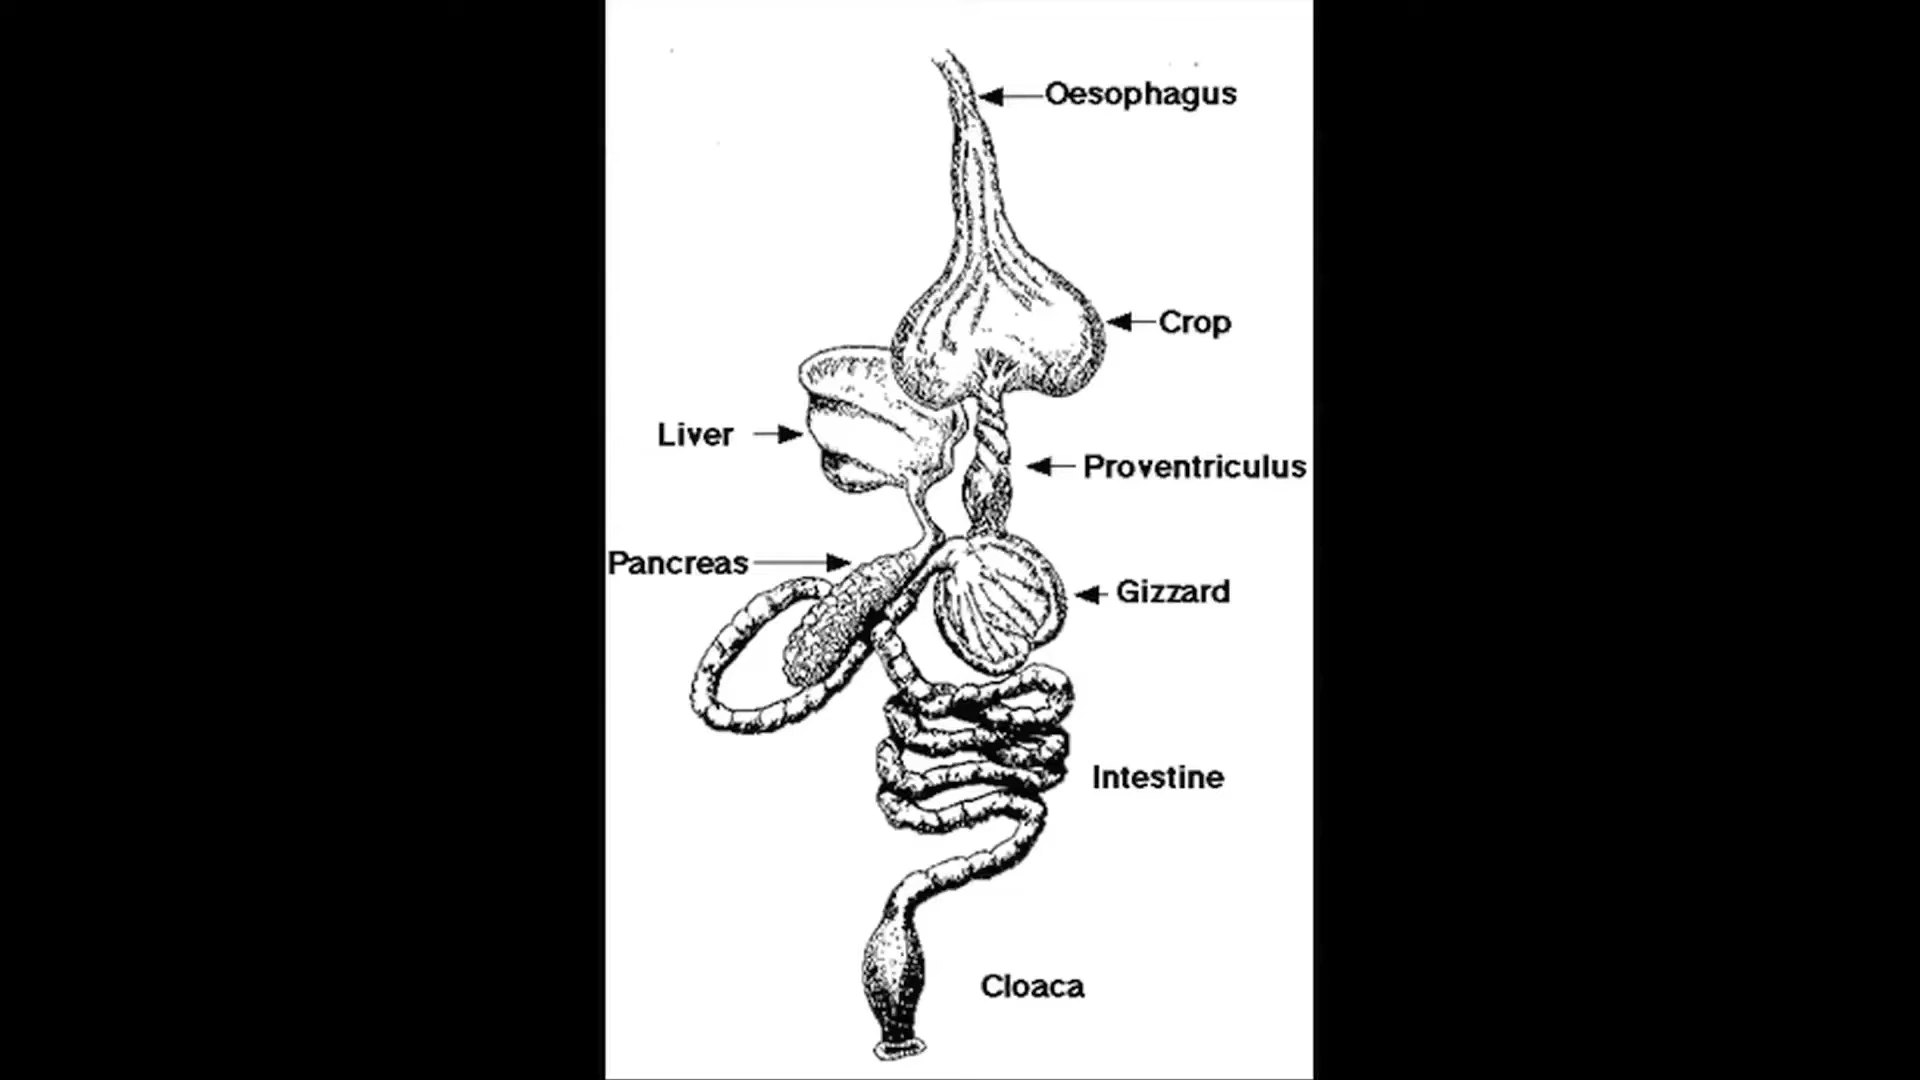 Oesophagus
Crop
Liver
Proventriculus
Pancreas
Gizzard
Intestine
Cloaca